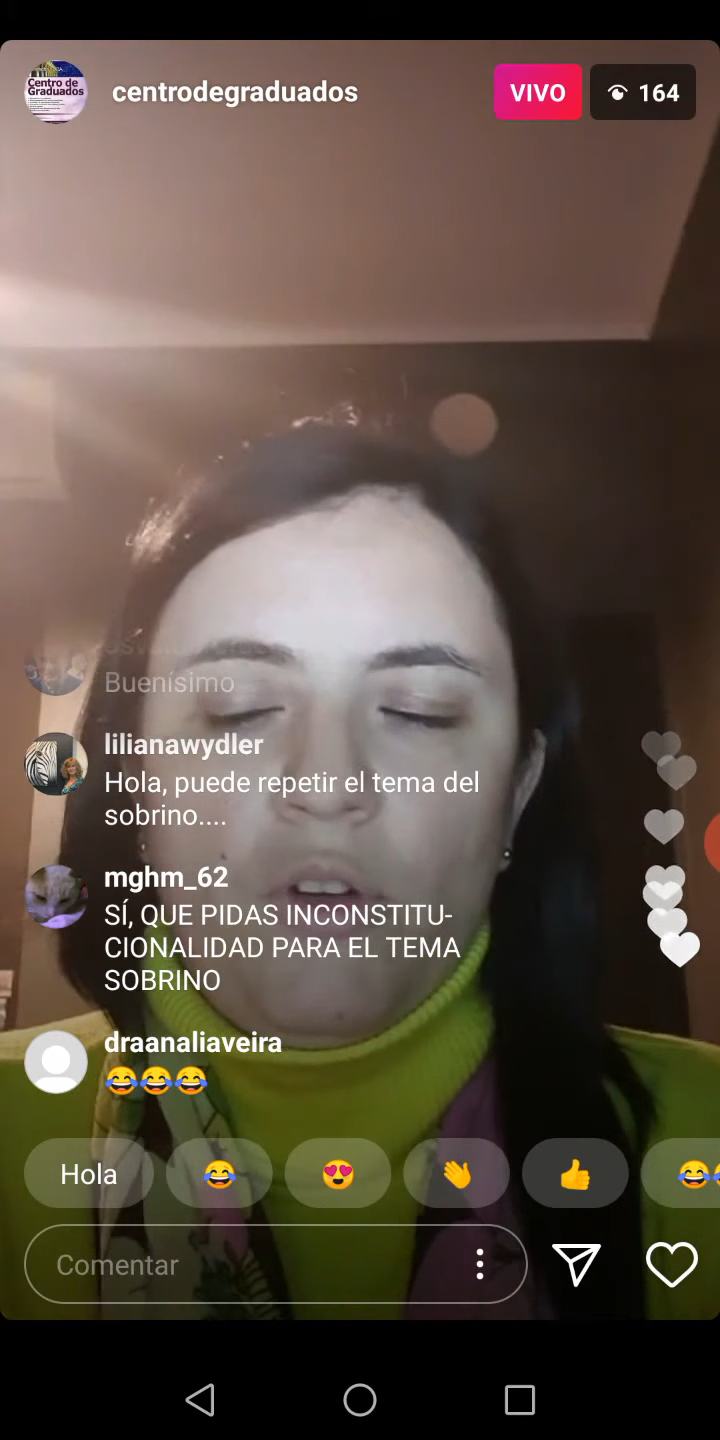 Centro de
Graduados
centrodegraduados
VIVO
164
Buenísimo
lilianawydler
Hola, puede repetir el tema del
sobrino....
mghm_62
SÍ, QUE PIDAS INCONSTITU-
CIONALIDAD PARA EL TEMA
SOBRINO
draanaliaveira
😂😂😂
Hola
Comentar